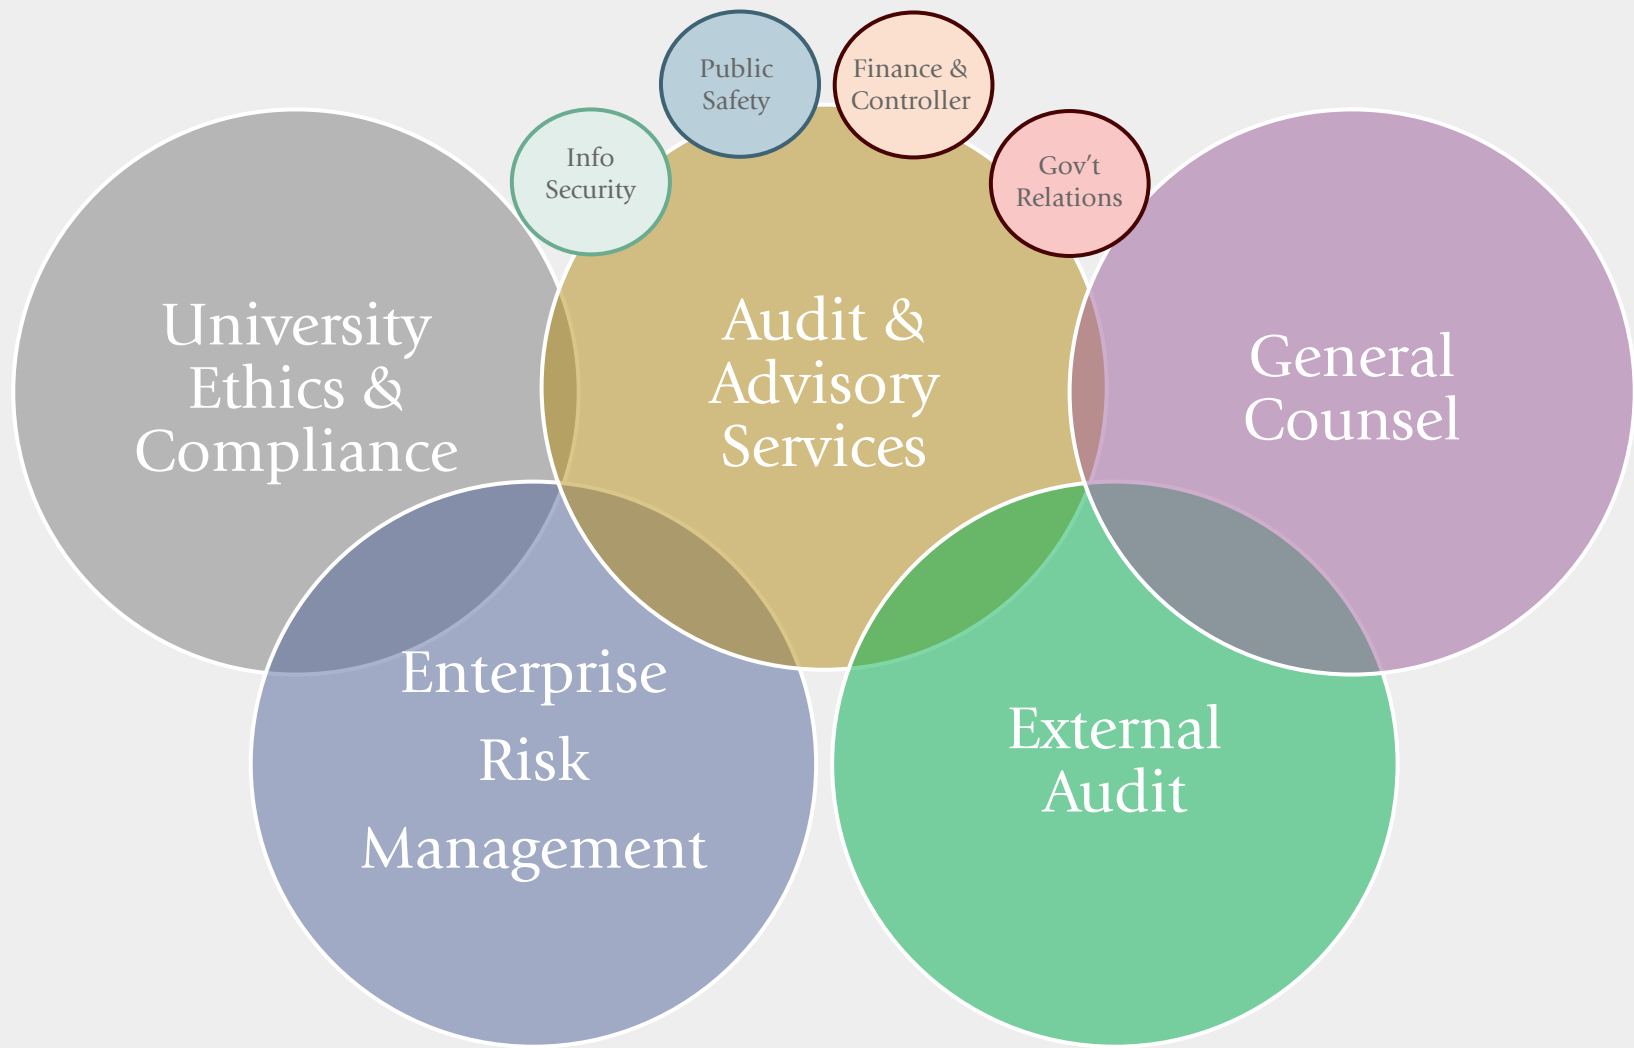 Public
Safety
Finance &
Controller
Info
Security
Gov't
Relations
University
Ethics &
Compliance
Audit &
Advisory
Services
General
Counsel
Enterprise
Risk
Management
External
Audit